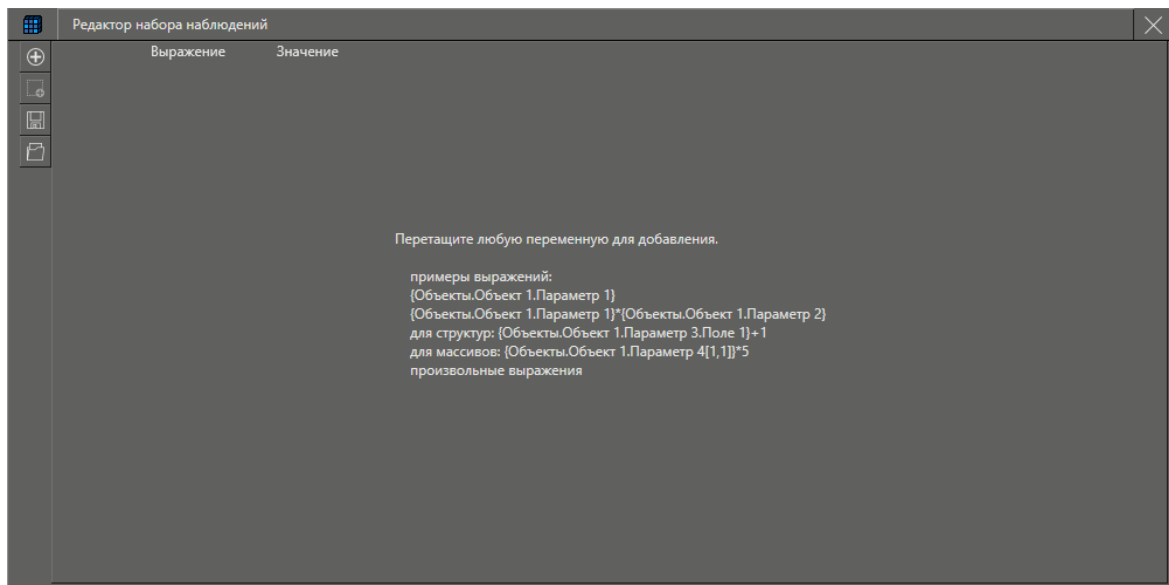 Редактор набора наблюдений
Выражение Значение
Перетащите любую переменную для добавления.
примеры выражений:
{Объекты.Объект 1.Параметр 1}
{Объекты.Объект 1.Параметр 1}*{Объекты.Объект 1.Параметр 2}
для структур: {Объекты.Объект 1.Параметр 3.Поле 1}+1
для массивов: {Объекты.Объект 1.Параметр 4[1,1]}*5
произвольные выражения